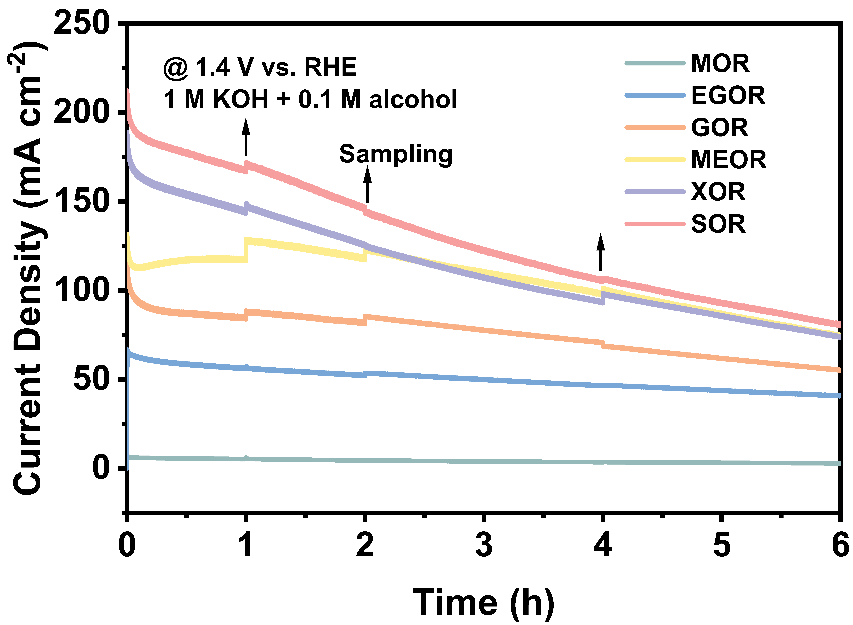 250
200
150
100
50
0
Current Density (mA cm-2)
@ 1.4 V vs. RHE
1 M KOH + 0.1 M alcohol
Sampling
MOR
EGOR
GOR
MEOR
XOR
SOR
0 1 2 3 4 5 6
Time (h)